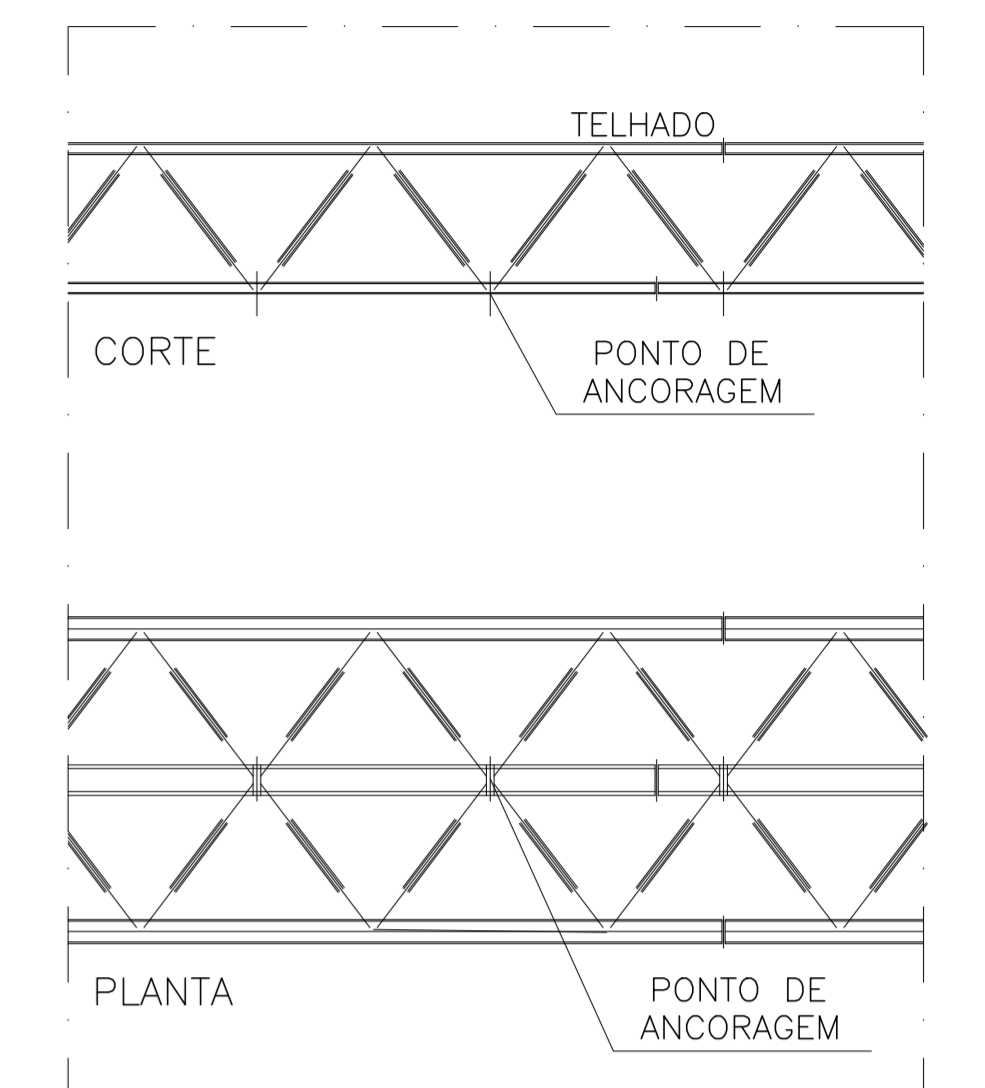 TELHADO
CORTE
PONTO DE
ANCORAGEM
PLANTA
PONTO DE
ANCORAGEM